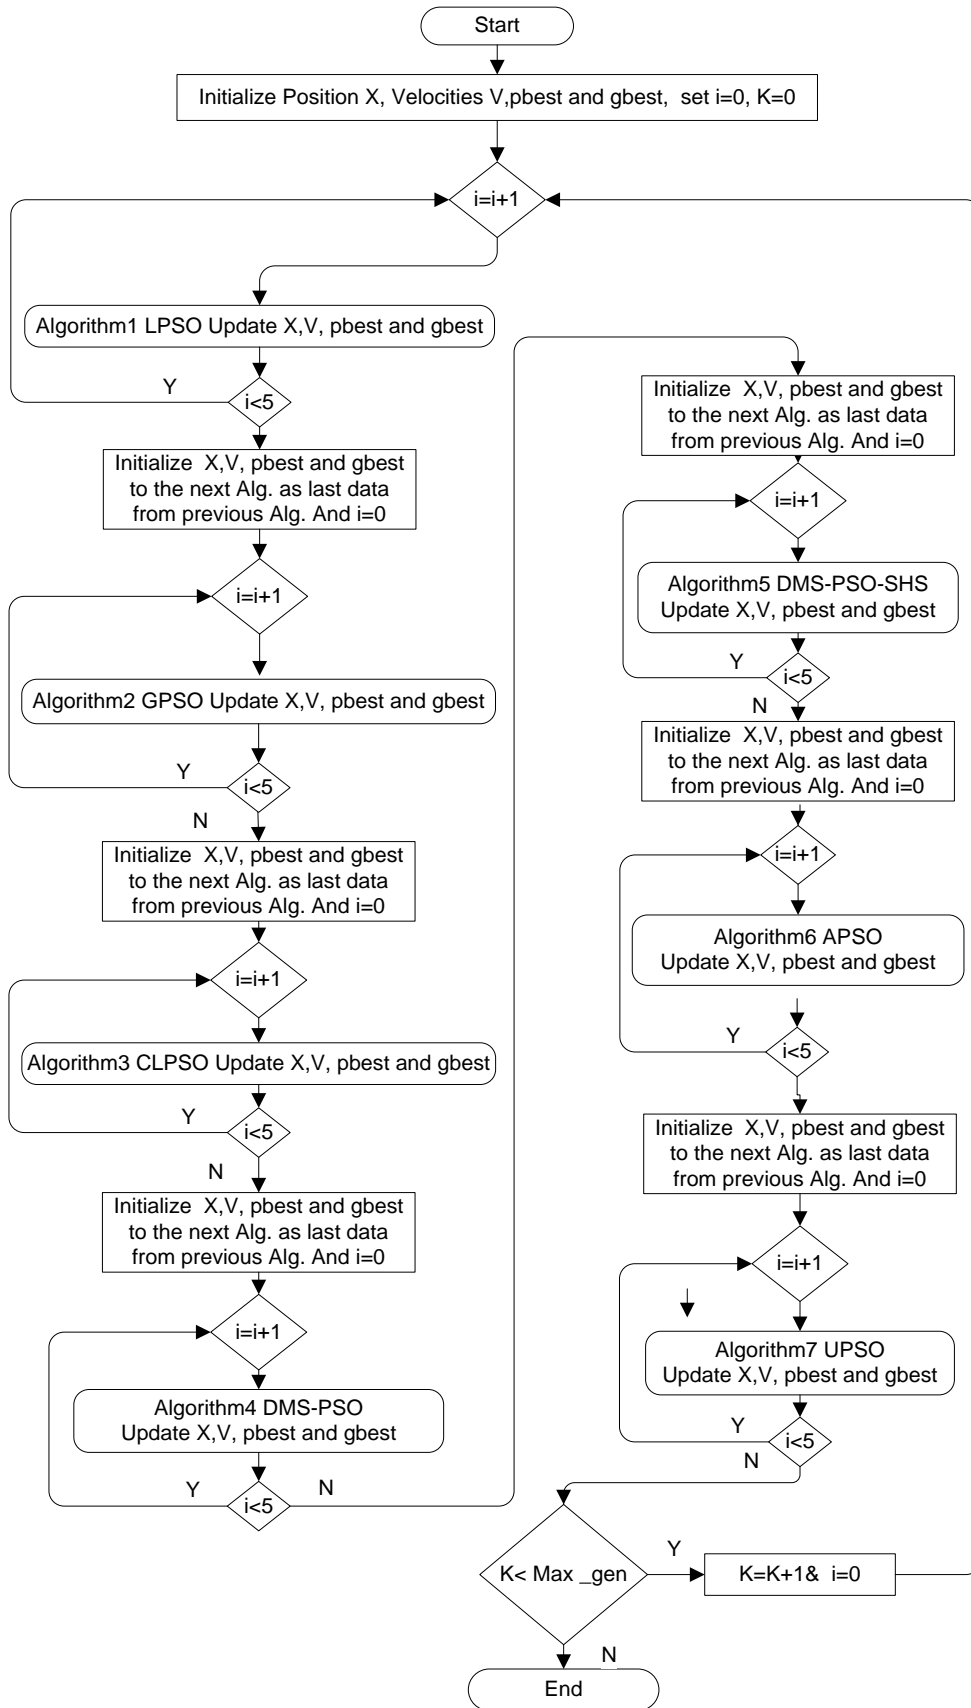 Start
Initialize Position X, Velocities V,pbest and gbest, set i=0, K=0
i=i+1
Algorithm1 LPSO Update X,V, pbest and gbest
Y
i<5
Initialize X,V, pbest and gbest
to the next Alg. as last data
from previous Alg. And i=0
i=i+1
Algorithm2 GPSO Update X,V, pbest and gbest
Y
i<5
N
Initialize X,V, pbest and gbest
to the next Alg. as last data
from previous Alg. And i=0
i=i+1
Algorithm3 CLPSO Update X,V, pbest and gbest
Y
i<5
N
Initialize X,V, pbest and gbest
to the next Alg. as last data
from previous Alg. And i=0
i=i+1
Algorithm4 DMS-PSO
Update X,V, pbest and gbest
Y
i<5
N
Initialize X,V, pbest and gbest
to the next Alg. as last data
from previous Alg. And i=0
i=i+1
Algorithm5 DMS-PSO-SHS
Update X,V, pbest and gbest
Y
i<5
N
Initialize X,V, pbest and gbest
to the next Alg. as last data
from previous Alg. And i=0
i=i+1
Algorithm6 APSO
Update X,V, pbest and gbest
Y
i<5
Initialize X,V, pbest and gbest
to the next Alg. as last data
from previous Alg. And i=0
i=i+1
Algorithm7 UPSO
Update X,V, pbest and gbest
Y
i<5
N
K< Max _gen
Y
K=K+1& i=0
N
End